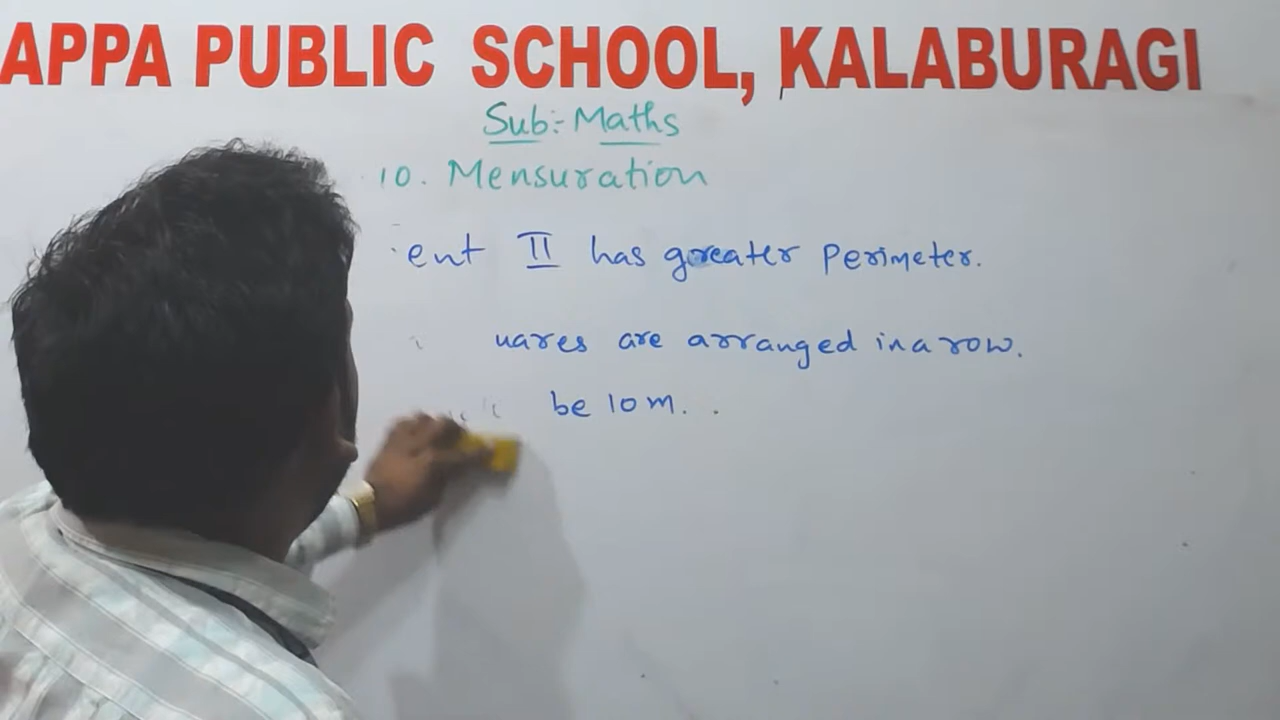 APPA PUBLIC SCHOOL, KALABURAGI
Sub:- Maths
10. Mensuration
ent II has greater perimeter.
uares are arranged in a row.
be 10 m.